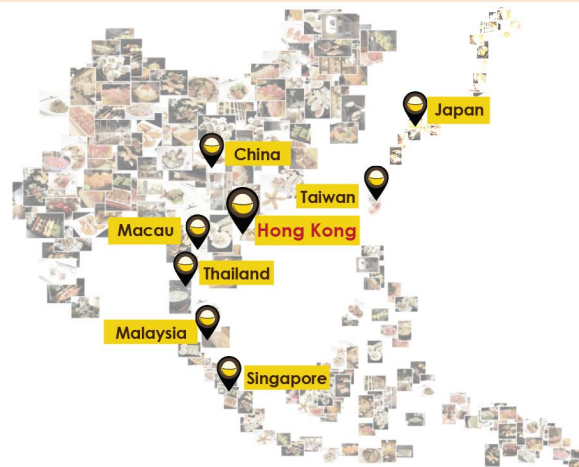 Japan
China
Taiwan
Macau
Hong Kong
Thailand
Malaysia
Singapore